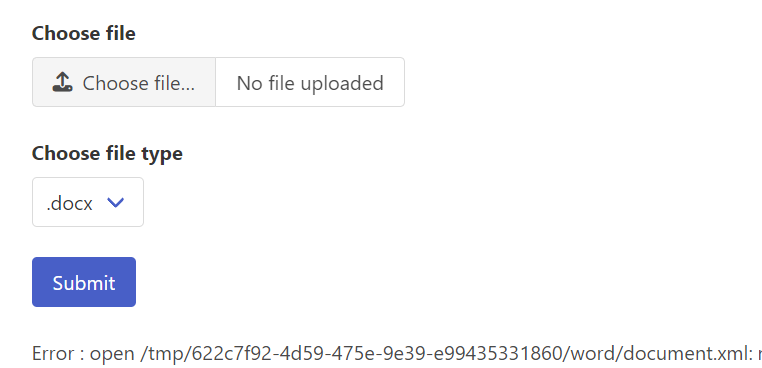 Choose file
Choose file... No file uploaded
Choose file type
.docx
Submit
Error : open /tmp/622c7f92-4d59-475e-9e39-e99435331860/word/document.xml: